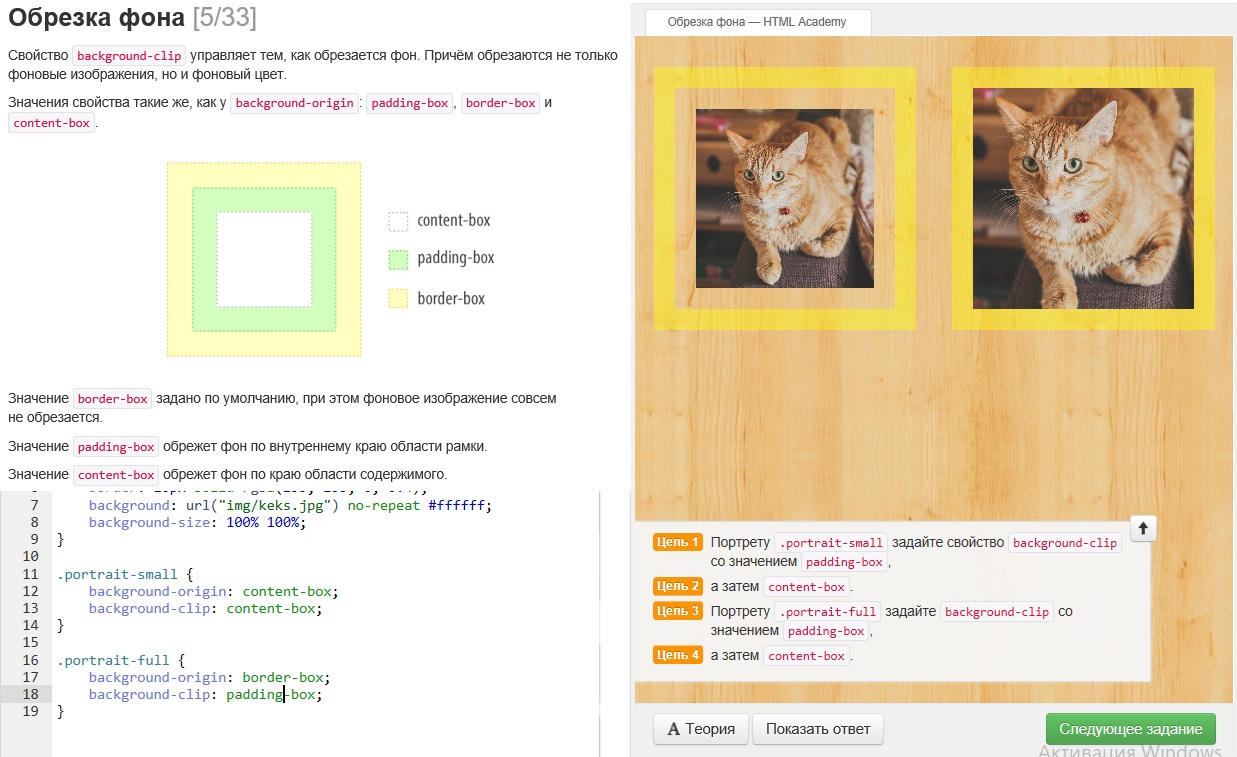 Обрезка фона [5/33]
Свойство background-clip управляет тем, как обрезается фон. Причём обрезаются не только
фоновые изображения, но и фоновый цвет.
Значения свойства такие же, как у background-origin: padding-box, border-box и
content-box.
content-box
padding-box
border-box
Значение border-box задано по умолчанию, при этом фоновое изображение совсем
не обрезается.
Значение padding-box обрежет фон по внутреннему краю области рамки.
Значение content-box обрежет фон по краю области содержимого.
7 background: url("img/keks.jpg") no-repeat #ffffff;
8 background-size: 100% 100%;
9 }
10
11 .portrait-small {
12 background-origin: content-box;
13 background-clip: content-box;
14 }
15
16 .portrait-full {
17 background-origin: border-box;
18 background-clip: padding-box;
19 }
Обрезка фона — HTML Academy
Цель 1 Портрету .portrait-small задайте свойство background-clip
со значением padding-box,
Цель 2 а затем content-box.
Цель 3 Портрету .portrait-full задайте background-clip со
значением padding-box,
Цель 4 а затем content-box.
A Теория
Показать ответ
Следующее задание
Активация Windows